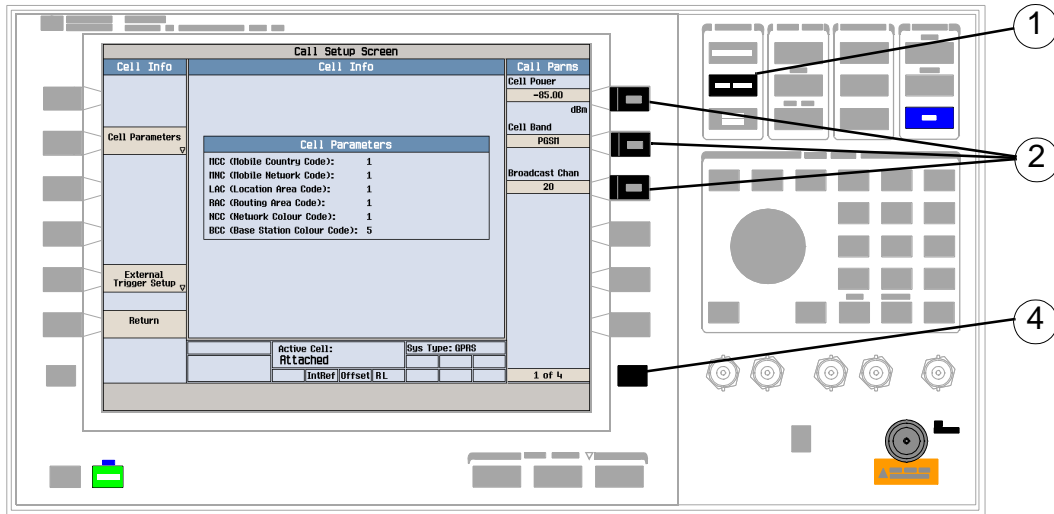 Call Setup Screen
Cell Info
Cell Parameters
External
Trigger Setup
Return
Cell Info
Cell Parameters
MCC (Mobile Country Code): 1
MNC (Mobile Network Code): 1
LAC (Location Area Code): 1
RAC (Routing Area Code): 1
NCC (Network Colour Code): 1
BCC (Base Station Colour Code): 5
Active Cell:
Attached
Sys Type: GPRS
IntRef Offset RL
Call Parms
Cell Power
-85.00
dBm
Cell Band
PGSM
Broadcast Chan
20
1 of 4
1
2
4